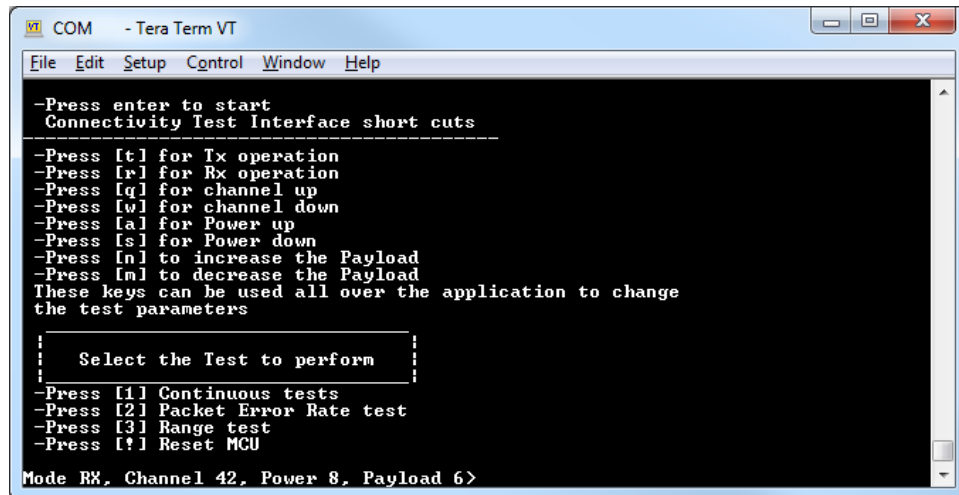 COM - Tera Term VT
File Edit Setup Control Window Help
-Press enter to start
Connectivity Test Interface short cuts
-Press [t] for Tx operation
-Press [r] for Rx operation
-Press [q] for channel up
-Press [w] for channel down
-Press [a] for Power up
-Press [s] for Power down
-Press [n] to increase the Payload
-Press [m] to decrease the Payload
These keys can be used all over the application to change
the test parameters
Select the Test to perform
-Press [1] Continuous tests
-Press [2] Packet Error Rate test
-Press [3] Range test
-Press [!] Reset MCU
Mode RX, Channel 42, Power 8, Payload 6>